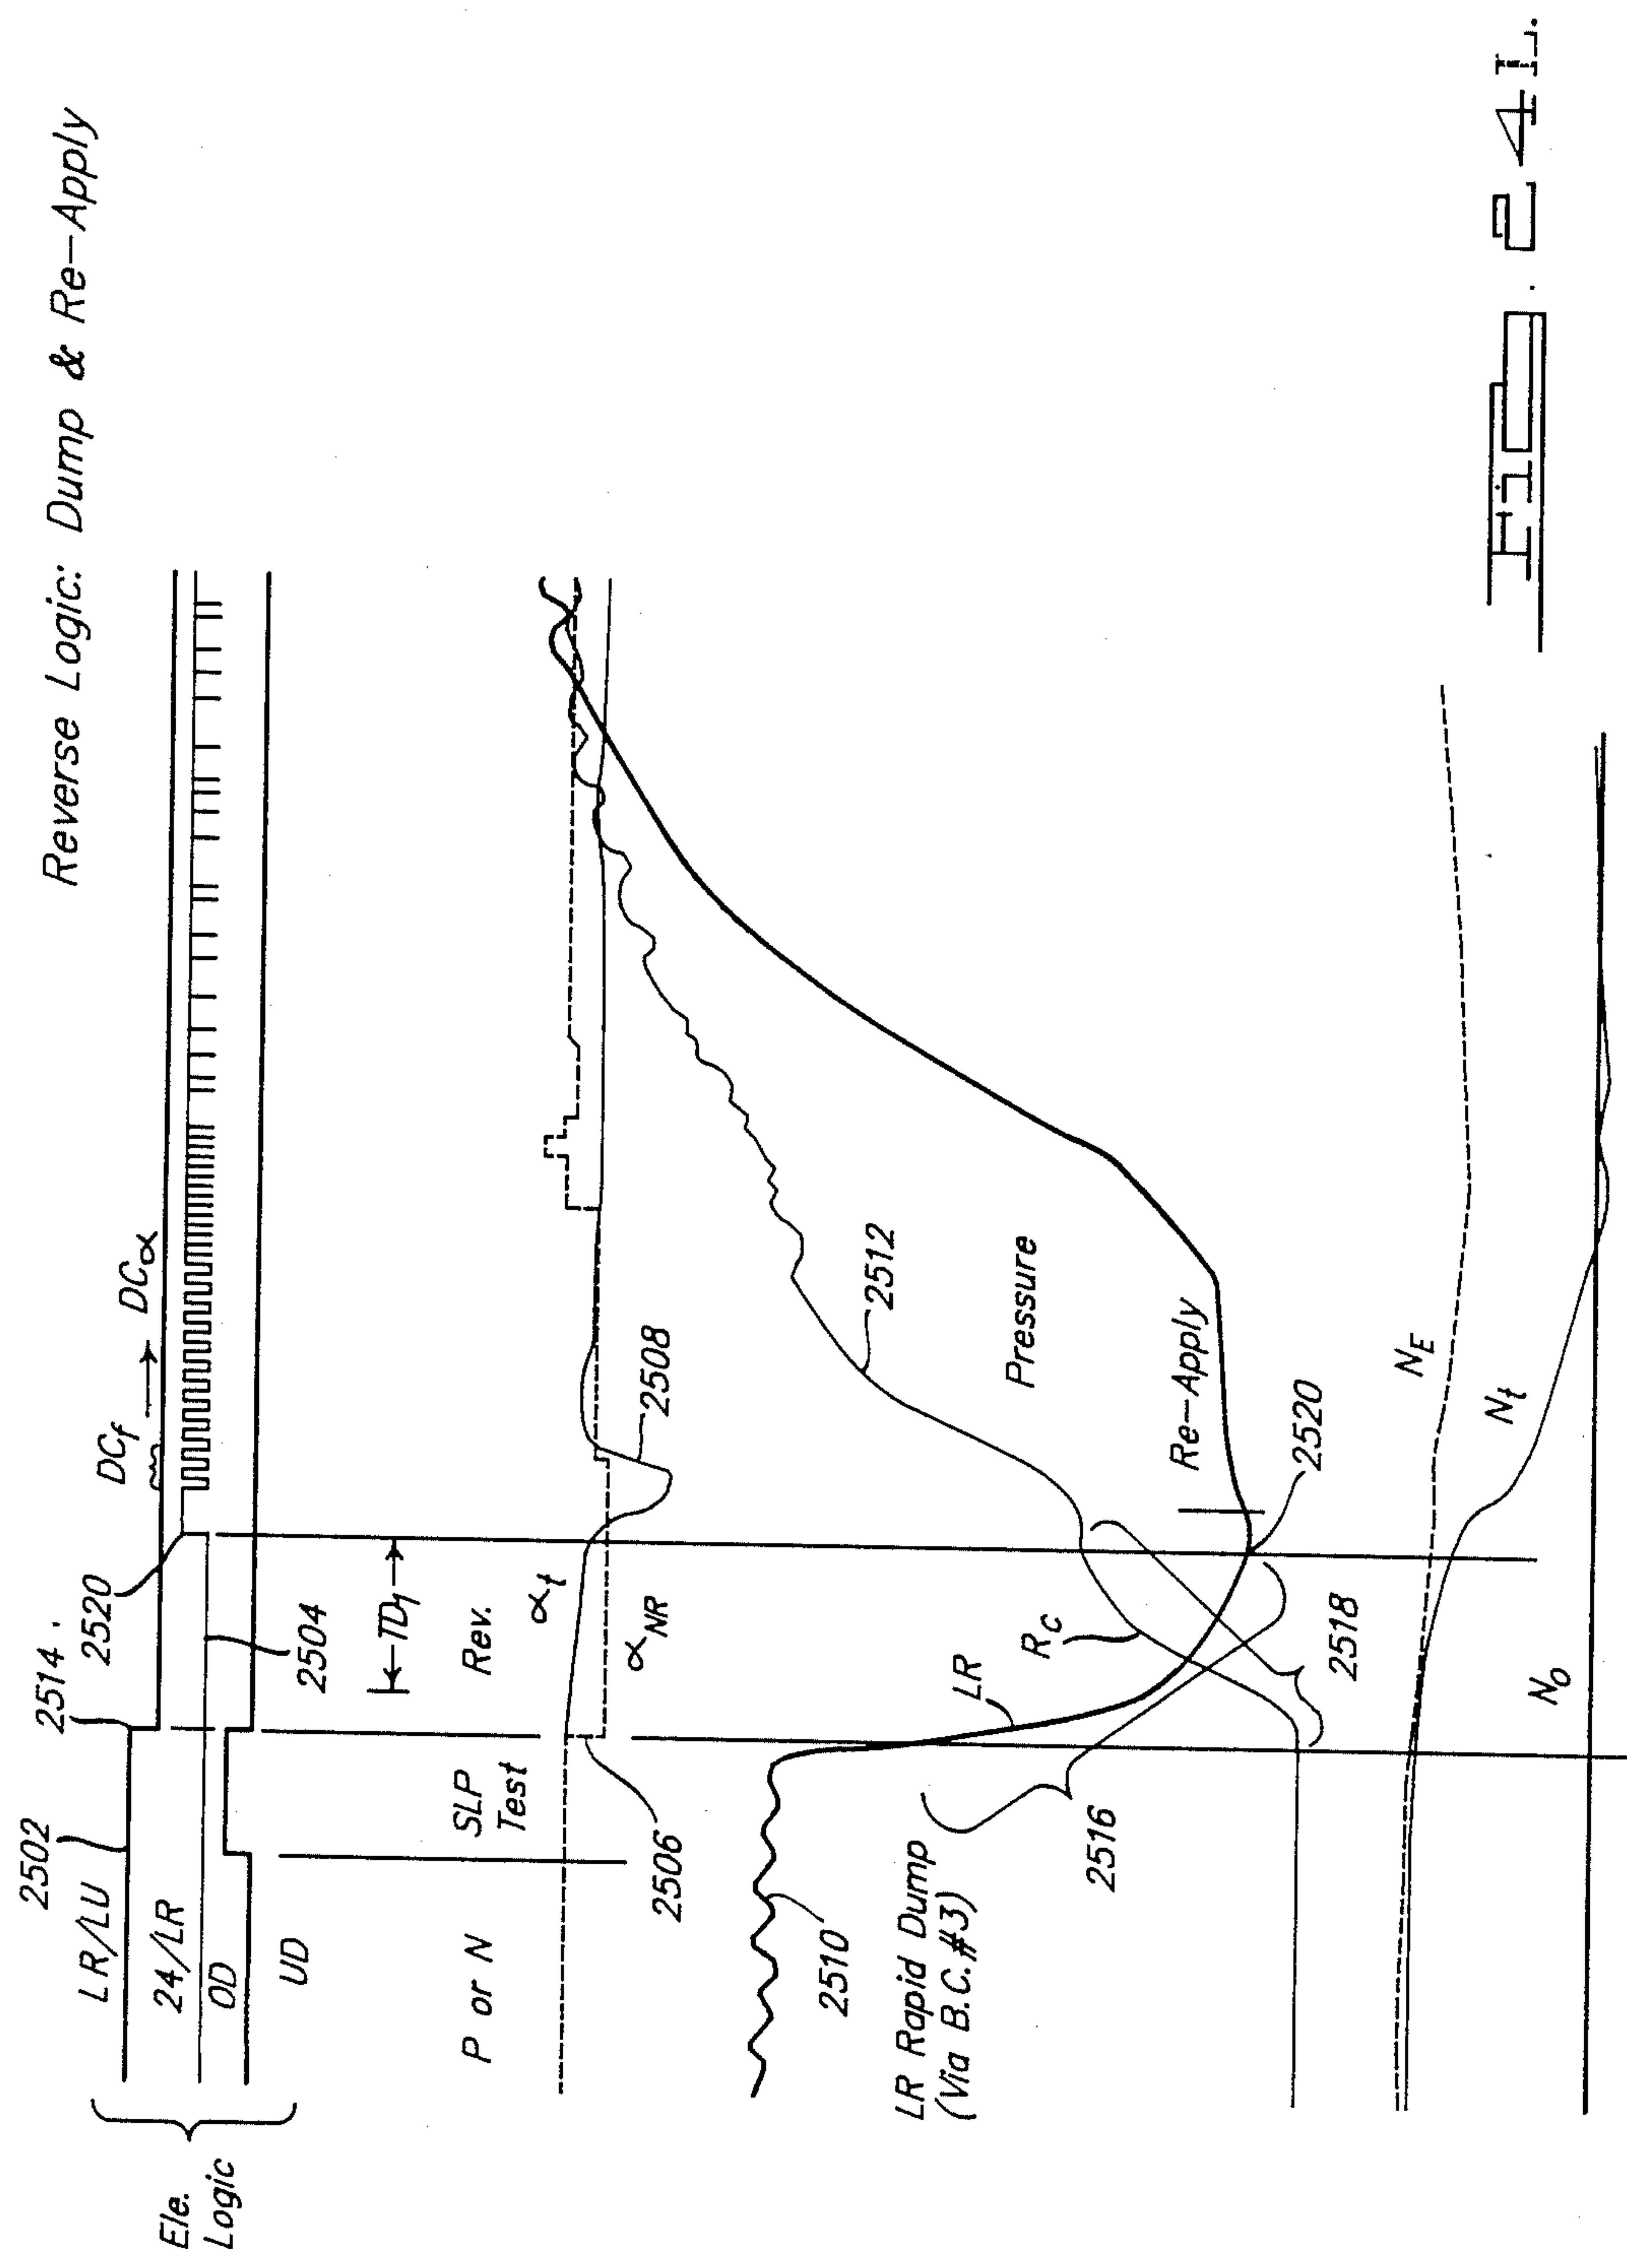 Reverse Logic: Dump & Re-Apply
Ele.
Logic
LR/LU
24/LR
OD
UD
2502
2514
2520
2504
DCf
DCα
TD1
P or N
SLP
Test
Rev.
αt
αNR
2506
2508
2510
2512
LR
RC
Pressure
Re-Apply
2520
LR Rapid Dump
(Via B.C.#3)
2516
2518
NE
Nt
NO
Fig. 24L.